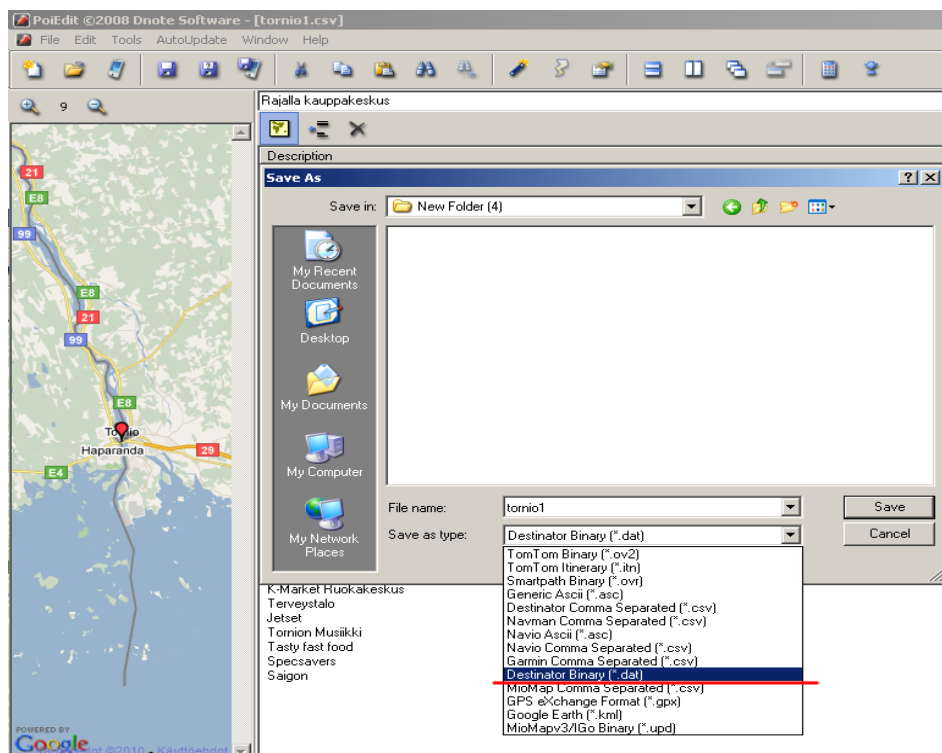 PoiEdit ©2008 Dnote Software - [tornio1.csv]
File Edit Tools AutoUpdate Window Help
9
Rajalla kauppakeskus
Description
Save As
Save in: New Folder (4)
My Recent
Documents
Desktop
My Documents
My Computer
My Network
Places
File name: tornio1 Save
Save as type: Destinator Binary (*.dat) Cancel
TomTom Binary (*.ov2)
TomTom Itinerary (*.itn)
Smartpath Binary (*.ovr)
Generic Ascii (*.asc)
Destinator Comma Separated (*.csv)
Navman Comma Separated (*.csv)
Navio Ascii (*.asc)
Navio Comma Separated (*.csv)
Garmin Comma Separated (*.csv)
Destinator Binary (*.dat)
MioMap Comma Separated (*.csv)
GPS eXchange Format (*.gpx)
Google Earth (*.kml)
MioMapv3/IGo Binary (*.upd)
K-Market Ruokakeskus
Terveystalo
Jetset
Tornion Musiikki
Tasty fast food
Specsavers
Saigon
21
E8
99
E8
21
99
E8
Tornio
Haparanda
29
E4
POWERED BY
Google
©2010 - Käyttöehdot